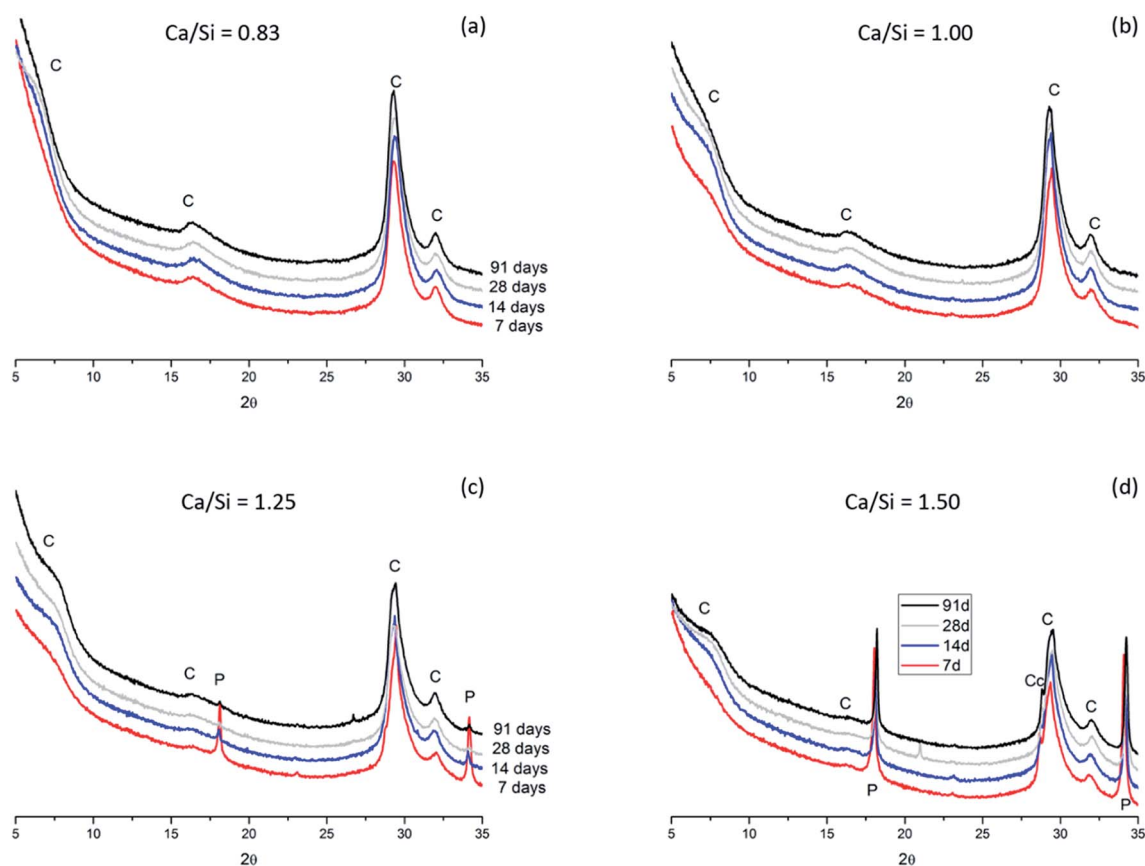 Ca/Si = 0.83
(a)
C
C
C
C
91 days
28 days
14 days
7 days
5 10 15 20 25 30 35
2θ
Ca/Si = 1.00
(b)
C
C
C
C
5 10 15 20 25 30 35
2θ
Ca/Si = 1.25
(c)
C
C
C
P
C
P
91 days
28 days
14 days
7 days
5 10 15 20 25 30 35
2θ
Ca/Si = 1.50
(d)
91d
28d
14d
7d
C
C
Cc
C
C
P
P
5 10 15 20 25 30 35
2θ